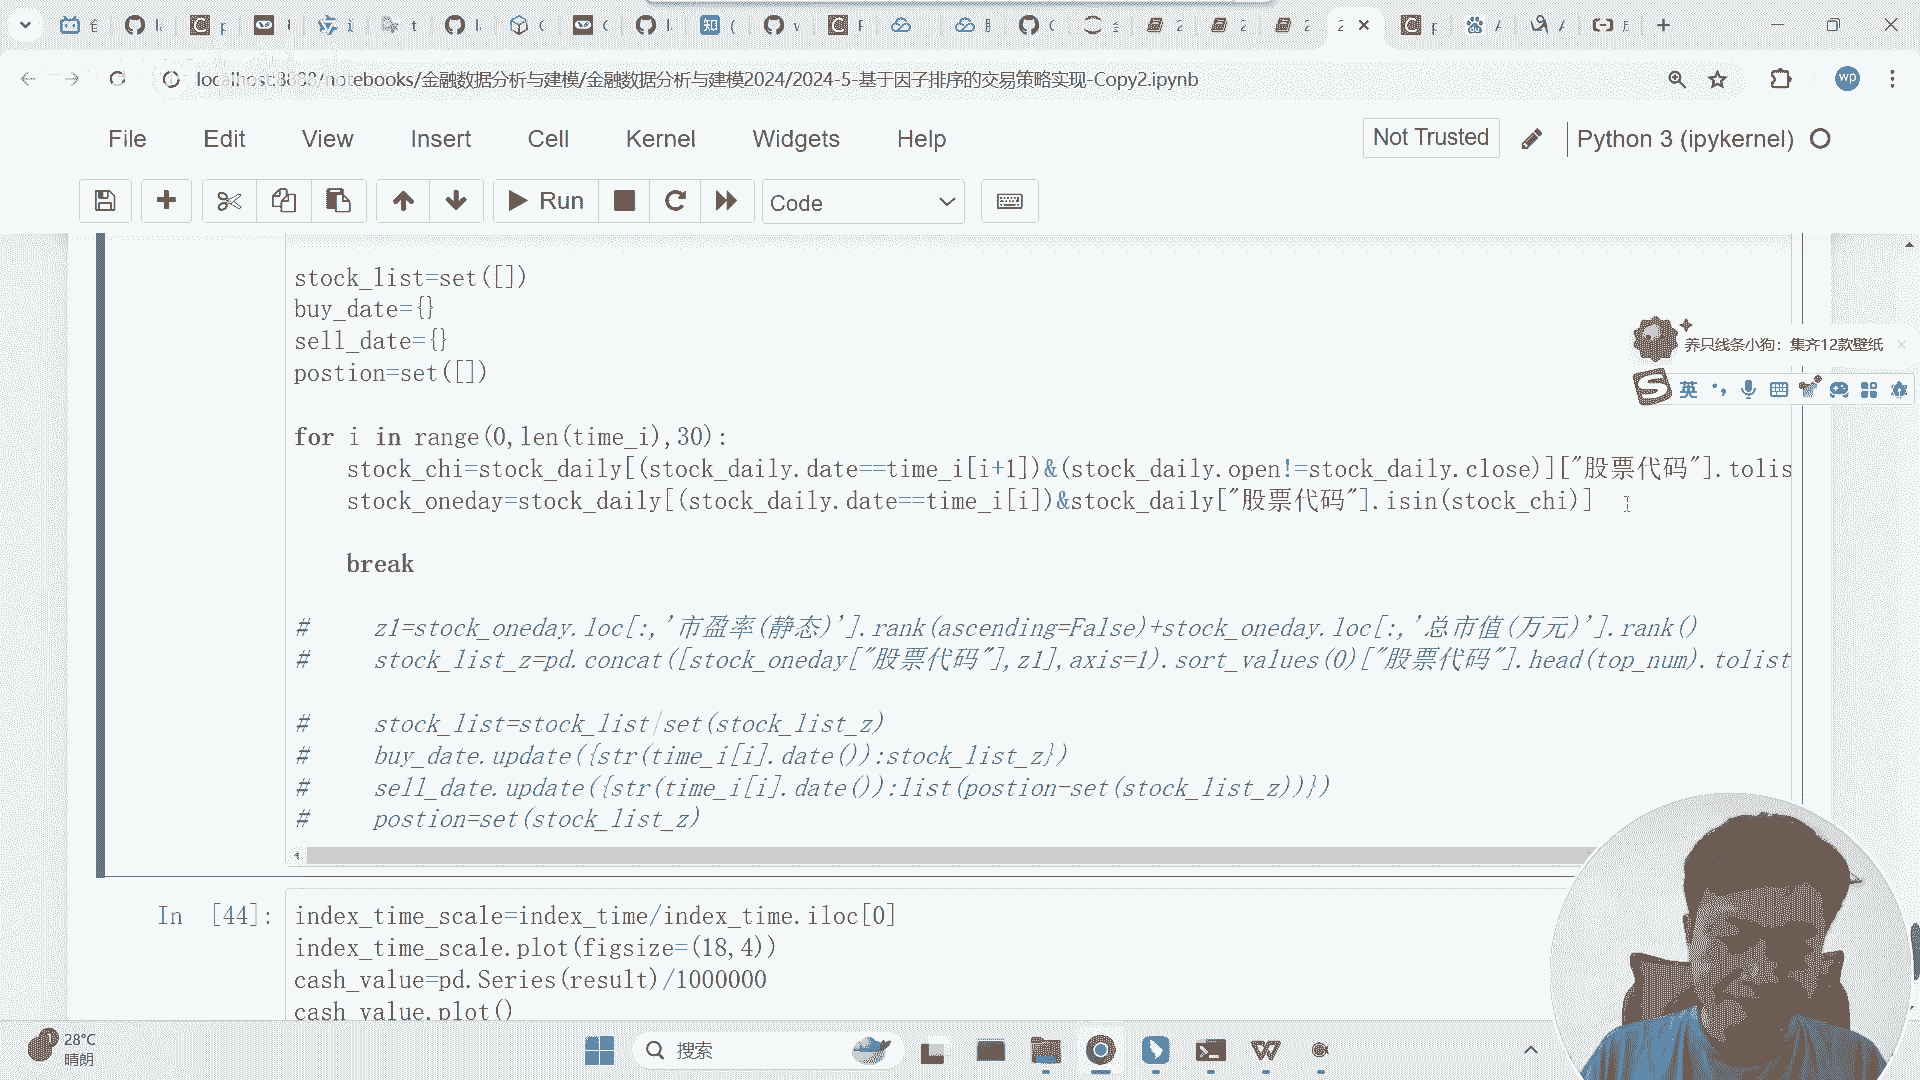 localhost:8888/notebooks/金融数据分析与建模/金融数据分析与建模2024/2024-5-基于因子排序的交易策略实现-Copy2.ipynb
wp
File Edit View Insert Cell Kernel Widgets Help
Not Trusted
Python 3 (ipykernel)
Run
Code
stock_list=set([])
buy_date={}
sell_date={}
postion=set([])
养只线条小狗：集齐12款壁纸
英
for i in range(0,len(time_i),30):
stock_chi=stock_daily[(stock_daily.date==time_i[i+1])&(stock_daily.open!=stock_daily.close)]["股票代码"].tolis
stock_oneday=stock_daily[(stock_daily.date==time_i[i])&stock_daily["股票代码"].isin(stock_chi)]
break
# z1=stock_oneday.loc[:,'市盈率(静态)'].rank(ascending=False)+stock_oneday.loc[:,'总市值(万元)'].rank()
# stock_list_z=pd.concat([stock_oneday["股票代码"],z1],axis=1).sort_values(0)["股票代码"].head(top_num).tolist
# stock_list=stock_list|set(stock_list_z)
# buy_date.update({str(time_i[i].date()):stock_list_z})
# sell_date.update({str(time_i[i].date()):list(postion-set(stock_list_z))})
# postion=set(stock_list_z)
In [44]:
index_time_scale=index_time/index_time.iloc[0]
index_time_scale.plot(figsize=(18,4))
cash_value=pd.Series(result)/1000000
cash_value.plot()
28°C
晴朗
搜索